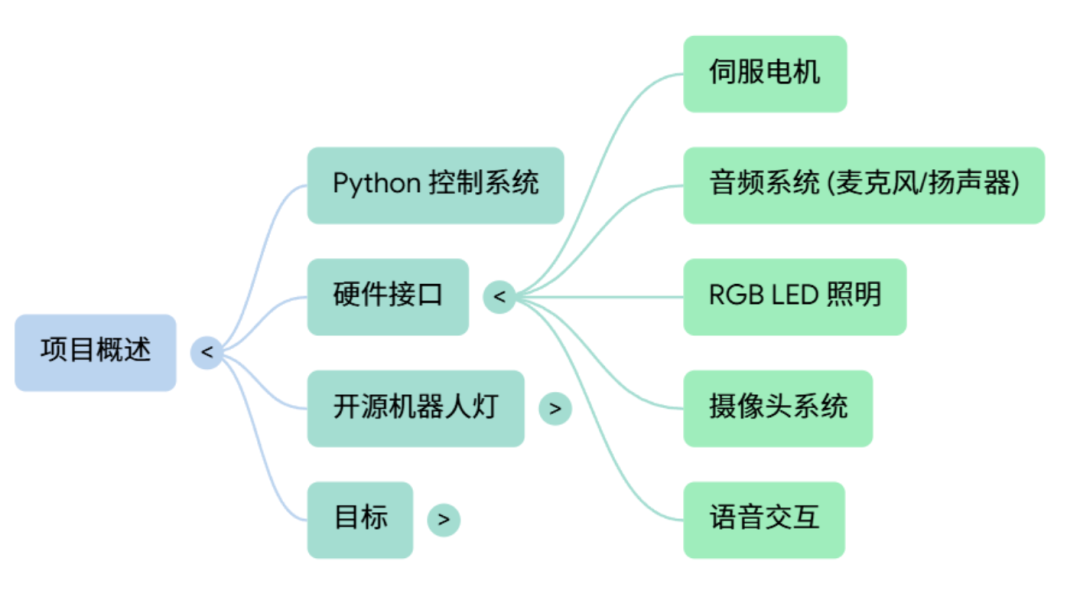 项目概述
<
Python 控制系统
硬件接口
<
开源机器人灯
>
目标
>
伺服电机
音频系统 (麦克风/扬声器)
RGB LED 照明
摄像头系统
语音交互